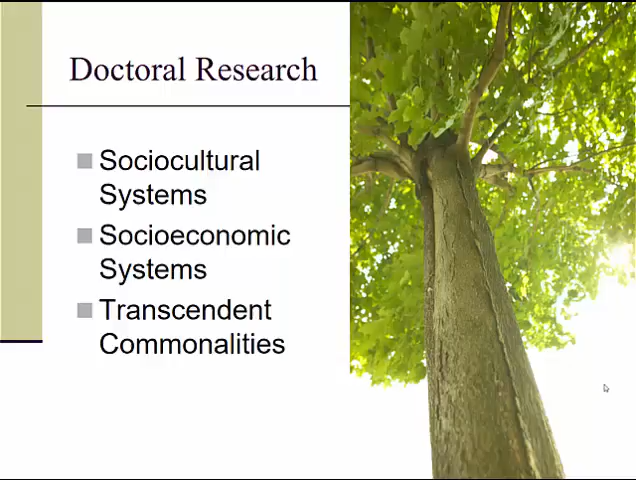 Doctoral Research
Sociocultural
Systems
Socioeconomic
Systems
Transcendent
Commonalities